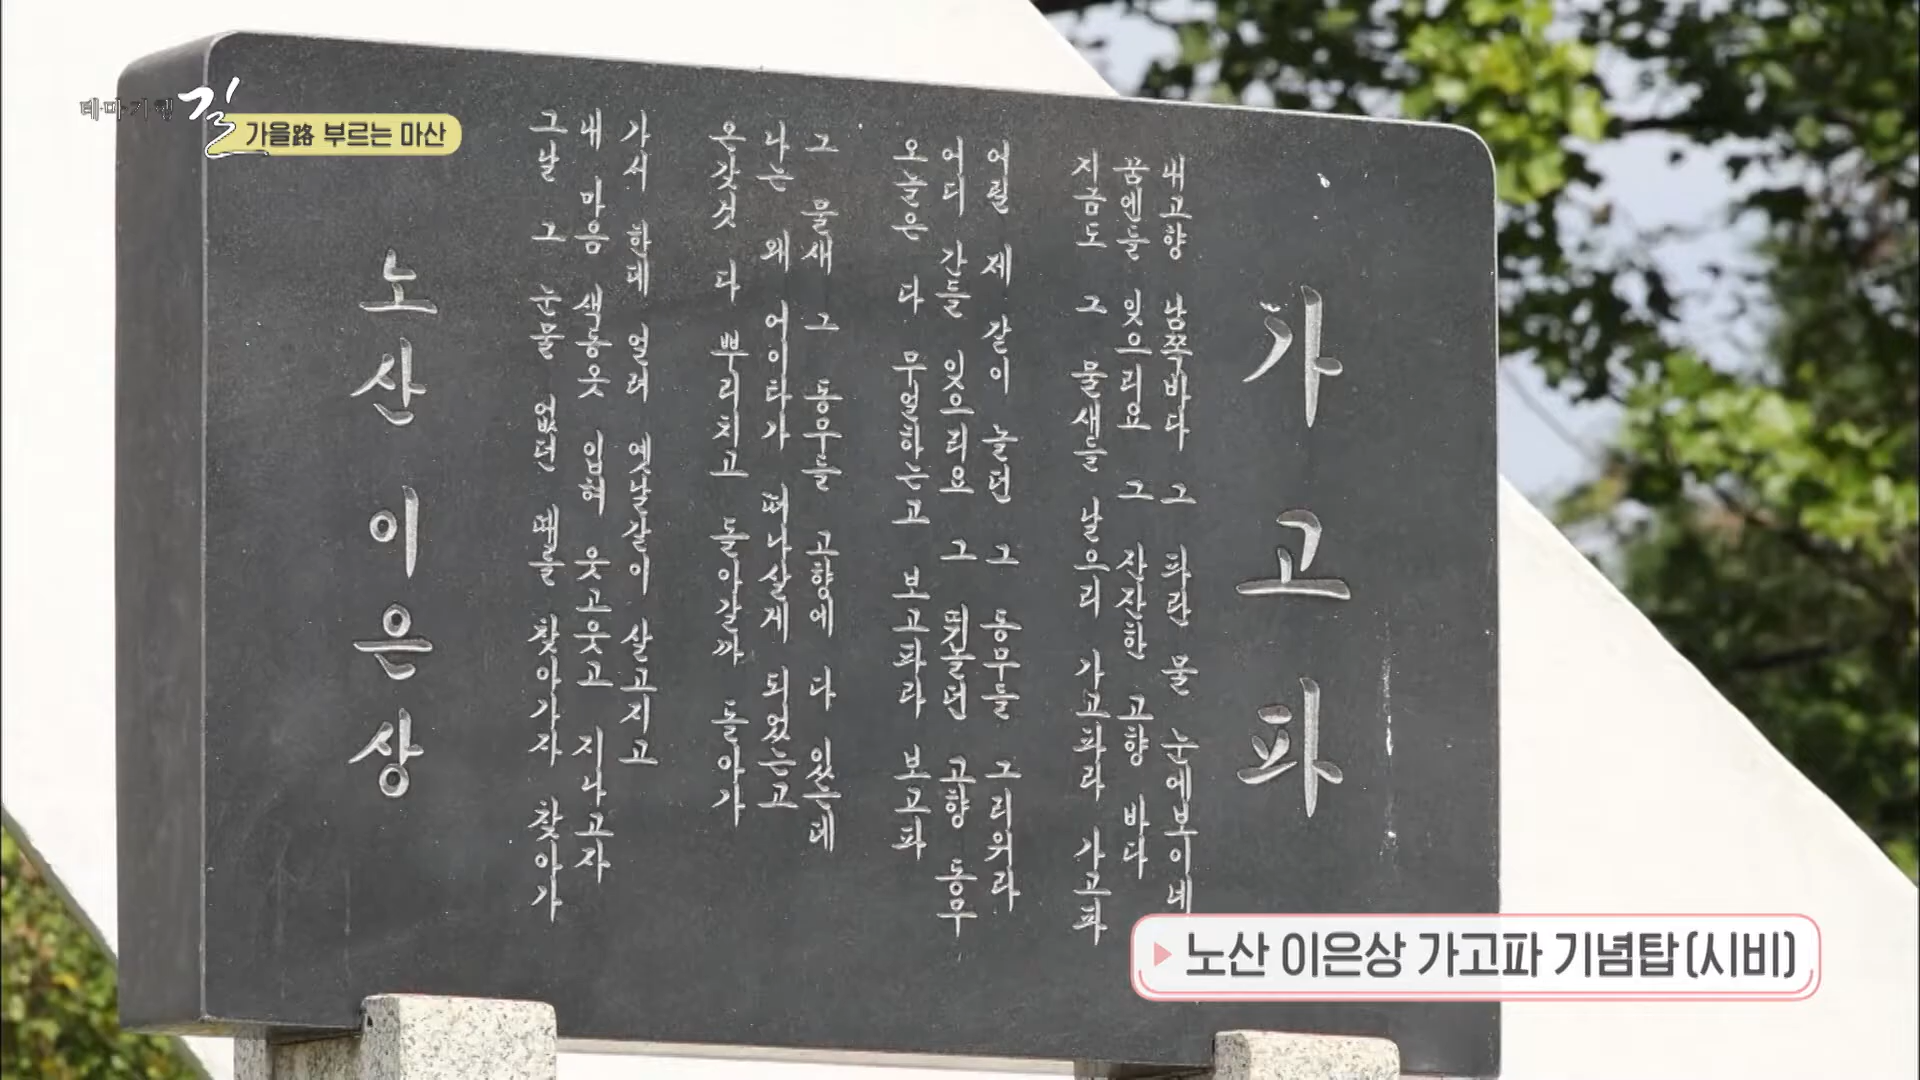 테마기행 길
가을路 부르는 마산
가고파
내고향 남쪽바다 그 파란 물 눈에보이네
꿈엔들 잊으리요 그 잔잔한 고향 바다
지금도 그 물새들 날으리 가고파라 가고파
어릴 제 같이 놀던 그 동무들 그리워라
어디 간들 잊으리요 그 뛰놀던 고향 동무
오늘은 다 무얼하는고 보고파라 보고파
그 물새 그 동무들 고향에 다 있는데
나는 왜 어이타가 떠나살게 되었는고
온갖것 다 뿌리치고 돌아갈까 돌아가
가서 한데 얼려 옛날같이 살고지고
내 마음 색동옷 입혀 웃고웃고 지나고자
그날 그 눈물 없던 때를 찾아가자 찾아가
노산 이은상
노산 이은상 가고파 기념탑(시비)